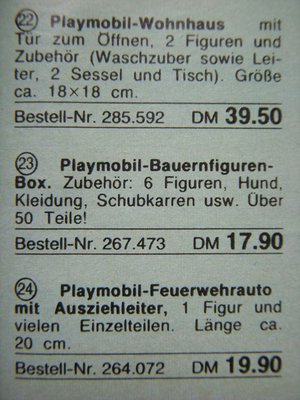 ㉒ Playmobil-Wohnhaus mit
Tür zum Öffnen, 2 Figuren und
Zubehör (Waschzuber sowie Lei-
ter, 2 Sessel und Tisch). Größe
ca. 18×18 cm.
Bestell-Nr. 285.592 DM 39.50
㉓ Playmobil-Bauernfiguren-
Box. Zubehör: 6 Figuren, Hund,
Kleidung, Schubkarren usw. Über
50 Teile!
Bestell-Nr. 267.473 DM 17.90
㉔ Playmobil-Feuerwehrauto
mit Ausziehleiter, 1 Figur und
vielen Einzelteilen. Länge ca.
20 cm.
Bestell-Nr. 264.072 DM 19.90